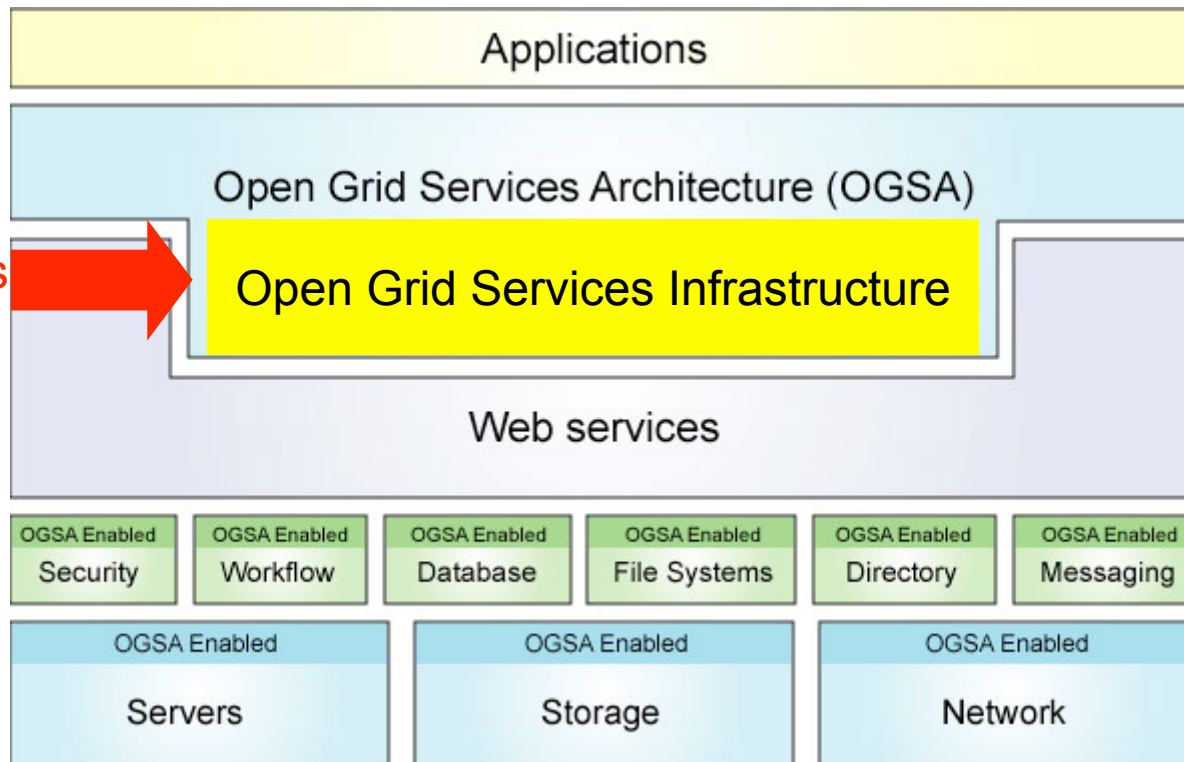 Applications
Open Grid Services Architecture (OGSA)
s
Open Grid Services Infrastructure
Web services
OGSA Enabled
Security
OGSA Enabled
Workflow
OGSA Enabled
Database
OGSA Enabled
File Systems
OGSA Enabled
Directory
OGSA Enabled
Messaging
OGSA Enabled
Servers
OGSA Enabled
Storage
OGSA Enabled
Network